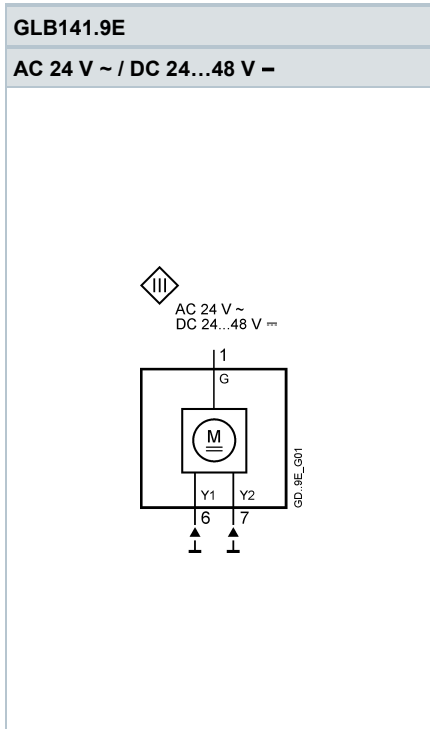 GLB141.9E
AC 24 V ~ / DC 24…48 V ⎓
III
AC 24 V ~
DC 24...48 V ⎓
1
G
M
Y1 Y2
6 7
GD..9E_G01